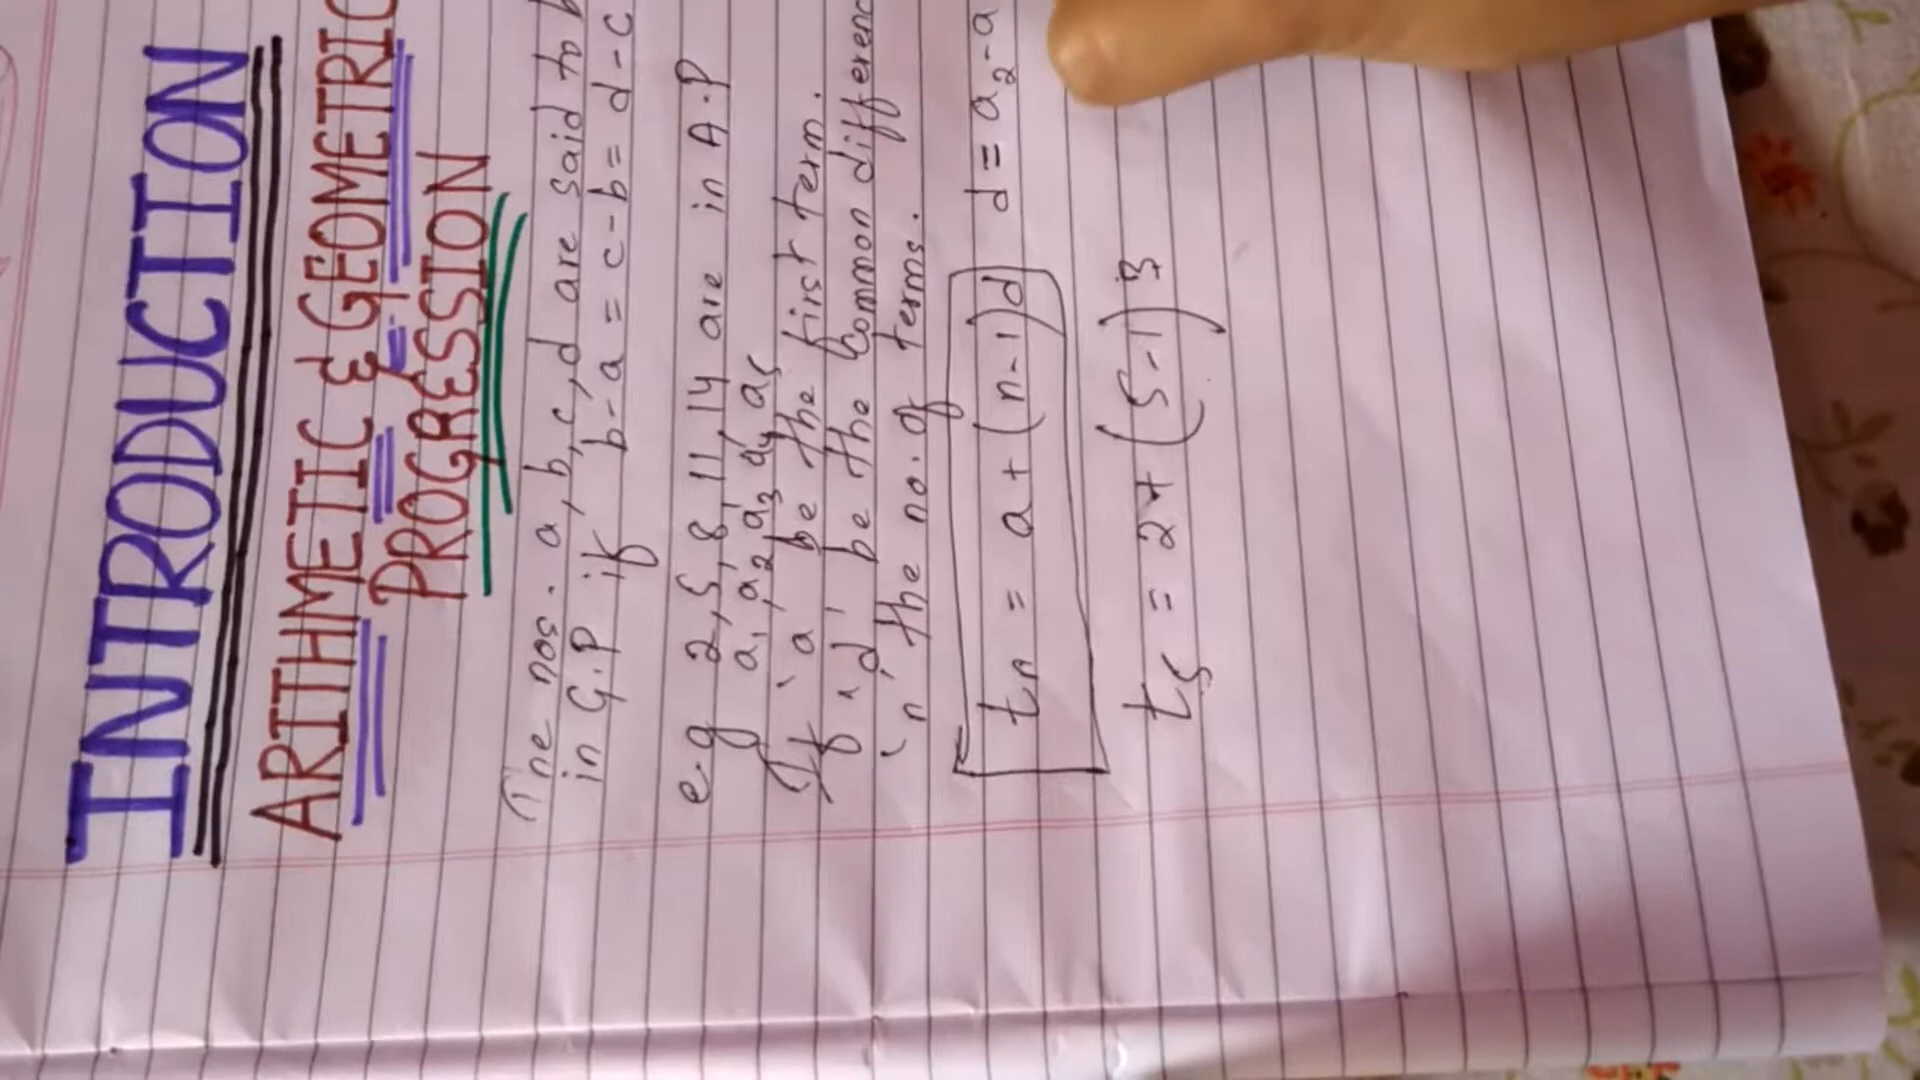 INTRODUCTION
ARITHMETIC & GEOMETRIC
PROGRESSION
The nos. a, b, c, d are said to b
in G.P if b-a = c-b = d-c
e.g 2, 5, 8, 11, 14 are in A.P
a₁, a₂, a₃, a₄, a₅
If 'a' be the first term.
'd' be the common differenc
'n' the no. of terms.
tₙ = a + (n-1)d d = a₂-a
t₅ = 2 + (5-1)3